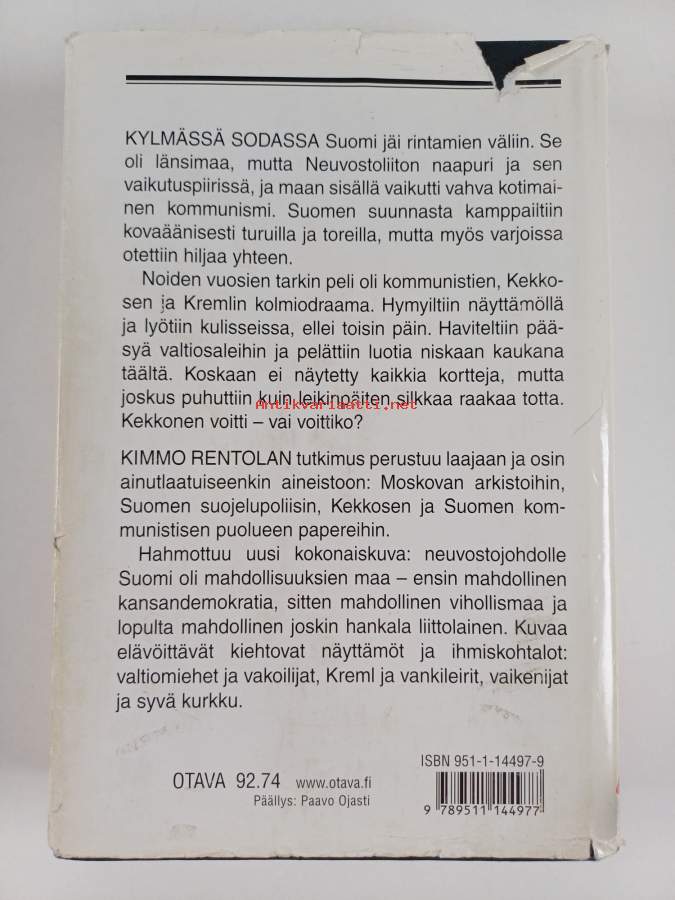 KYLMÄSSÄ SODASSA Suomi jäi rintamien väliin. Se
oli länsimaa, mutta Neuvostoliiton naapuri ja sen
vaikutuspiirissä, ja maan sisällä vaikutti vahva kotimai-
nen kommunismi. Suomen suunnasta kamppailtiin
kovaäänisesti turuilla ja toreilla, mutta myös varjoissa
otettiin hiljaa yhteen.
Noiden vuosien tarkin peli oli kommunistien, Kekko-
sen ja Kremlin kolmiodraama. Hymyiltiin näyttämöllä
ja lyötiin kulisseissa, ellei toisin päin. Haviteltiin pää-
syä valtiosaleihin ja pelättiin luotia niskaan kaukana
täältä. Koskaan ei näytetty kaikkia kortteja, mutta
joskus puhuttiin kuin leikinpäiten silkkaa raakaa totta.
Antikvariaatti.net
Kekkonen voitti – vai voittiko?
KIMMO RENTOLAN tutkimus perustuu laajaan ja osin
ainutlaatuiseenkin aineistoon: Moskovan arkistoihin,
Suomen suojelupoliisin, Kekkosen ja Suomen kom-
munistisen puolueen papereihin.
Hahmottuu uusi kokonaiskuva: neuvostojohdolle
Suomi oli mahdollisuuksien maa – ensin mahdollinen
kansandemokratia, sitten mahdollinen vihollismaa ja
lopulta mahdollinen joskin hankala liittolainen. Kuvaa
elävöittävät kiehtovat näyttämöt ja ihmiskohtalot:
valtiomiehet ja vakoilijat, Kreml ja vankileirit, vaikenijat
ja syvä kurkku.
ISBN 951-1-14497-9
OTAVA 92.74 www.otava.fi
Päällys: Paavo Ojasti
9 789511 144977